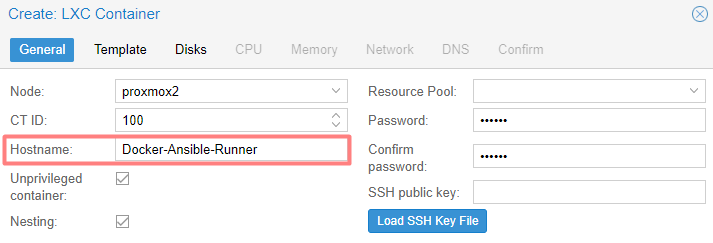 Create: LXC Container
General Template Disks CPU Memory Network DNS Confirm
Node: proxmox2 Resource Pool:
CT ID: 100 Password: ••••••
Hostname: Docker-Ansible-Runner Confirm password: ••••••
Unprivileged container: SSH public key:
Nesting: Load SSH Key File